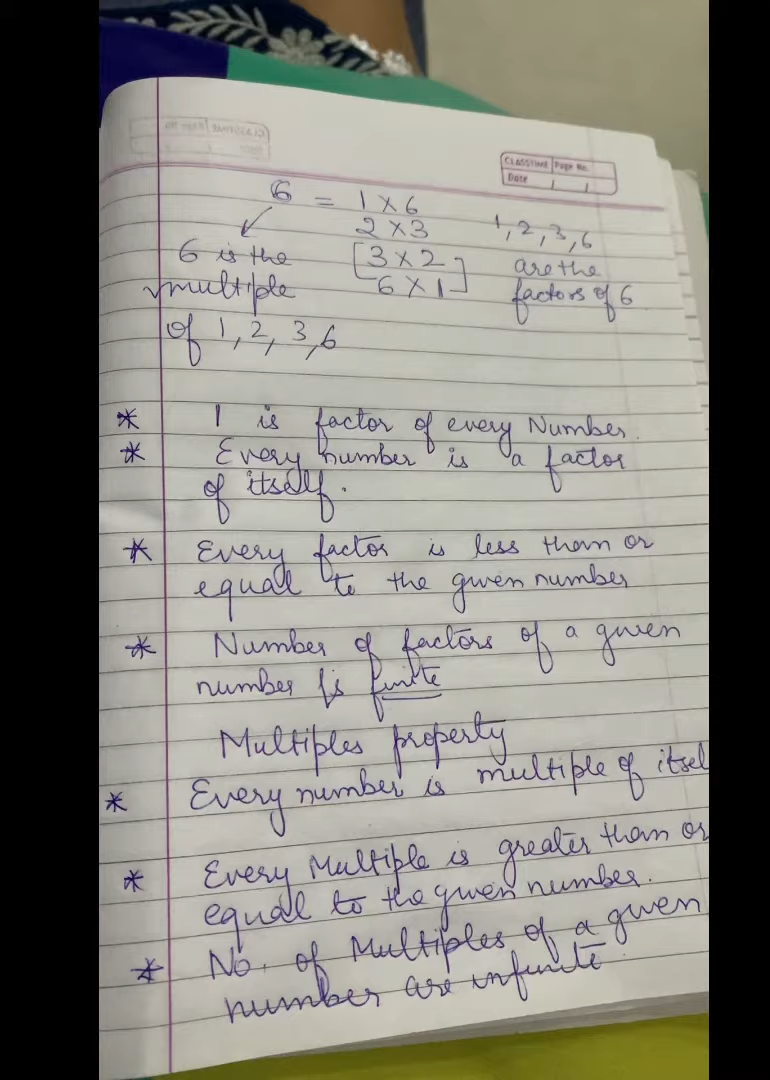 CLASSTIME Page No.
Date / /
6 = 1 × 6
2 × 3
1, 2, 3, 6
6 is the
[3 × 2
are the
multiple
6 × 1]
factors of 6
of 1, 2, 3, 6
* 1 is factor of every Number.
* Every number is a factor
of itself.
* Every factor is less than or
equal to the given number
* Number of factors of a given
number is finite
Multiples property
* Every number is multiple of itsel
* Every Multiple is greater than or
equal to the given number.
* No. of Multiples of a given
number are infinite